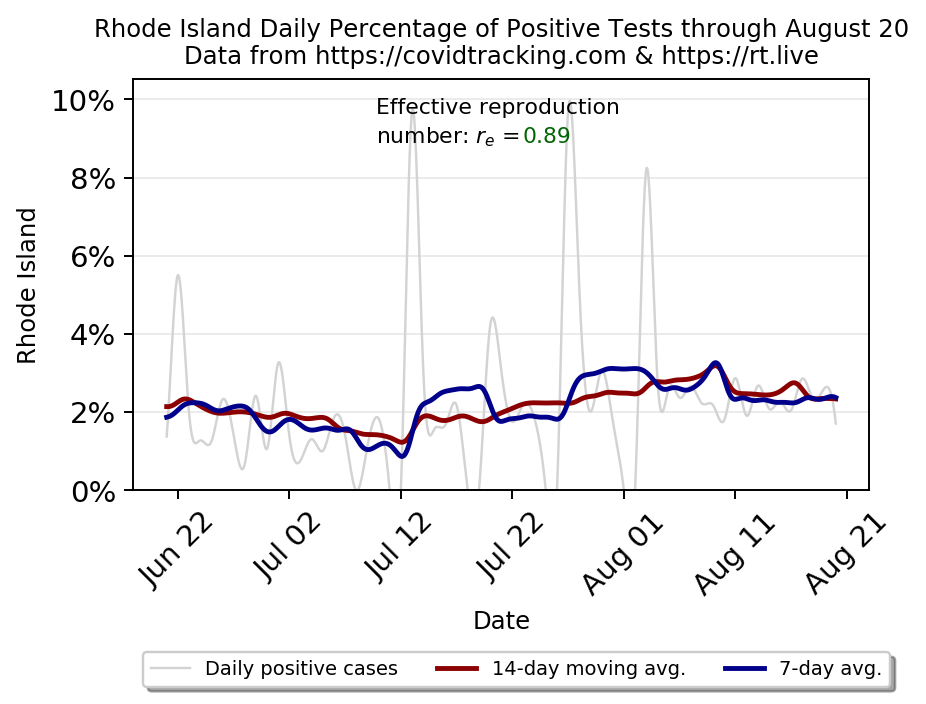 Rhode Island Daily Percentage of Positive Tests through August 20
Data from https://covidtracking.com & https://rt.live
Effective reproduction
number: rₑ =0.89
10%
8%
6%
4%
2%
0%
Rhode Island
Jun 22
Jul 02
Jul 12
Jul 22
Aug 01
Aug 11
Aug 21
Date
Daily positive cases
14-day moving avg.
7-day avg.